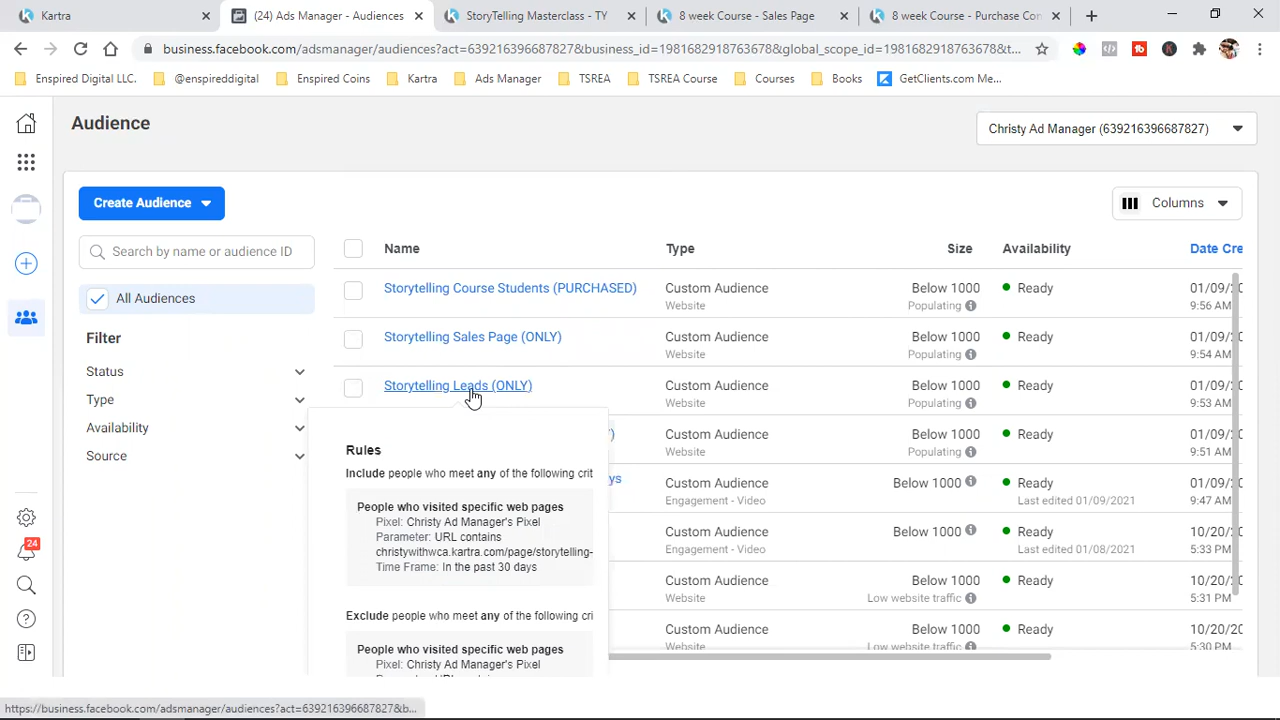 Kartra
(24) Ads Manager - Audiences
StoryTelling Masterclass - TY
8 week Course - Sales Page
8 week Course - Purchase Con
business.facebook.com/adsmanager/audiences?act=639216396687827&business_id=1981682918763678&global_scope_id=1981682918763678&t...
Enspired Digital LLC.
@enspireddigital
Enspired Coins
Kartra
Ads Manager
TSREA
TSREA Course
Courses
Books
GetClients.com Me...
Audience
Christy Ad Manager (639216396687827)
Create Audience
Columns
Search by name or audience ID
All Audiences
Filter
Status
Type
Availability
Source
Name Type Size Availability Date Cre
Storytelling Course Students (PURCHASED) Custom Audience Below 1000 Ready 01/09/20
Website Populating 9:56 AM
Storytelling Sales Page (ONLY) Custom Audience Below 1000 Ready 01/09/20
Website Populating 9:54 AM
Storytelling Leads (ONLY) Custom Audience Below 1000 Ready 01/09/20
Website Populating 9:53 AM
Custom Audience Below 1000 Ready 01/09/20
Website Populating 9:51 AM
ys Custom Audience Below 1000 Ready 01/09/20
Engagement - Video Last edited 01/09/2021 9:47 AM
Custom Audience Below 1000 Ready 10/20/20
Engagement - Video Last edited 01/08/2021 5:33 PM
Custom Audience Below 1000 Ready 10/20/20
Website Low website traffic 5:31 PM
Custom Audience Below 1000 Ready 10/20/20
Website Low website traffic 5:30 PM
Rules
Include people who meet any of the following crit
People who visited specific web pages
Pixel: Christy Ad Manager's Pixel
Parameter: URL contains
christywithwca.kartra.com/page/storytelling-
Time Frame: In the past 30 days
Exclude people who meet any of the following cri
People who visited specific web pages
Pixel: Christy Ad Manager's Pixel
24
https://business.facebook.com/adsmanager/audiences?act=639216396687827&b...